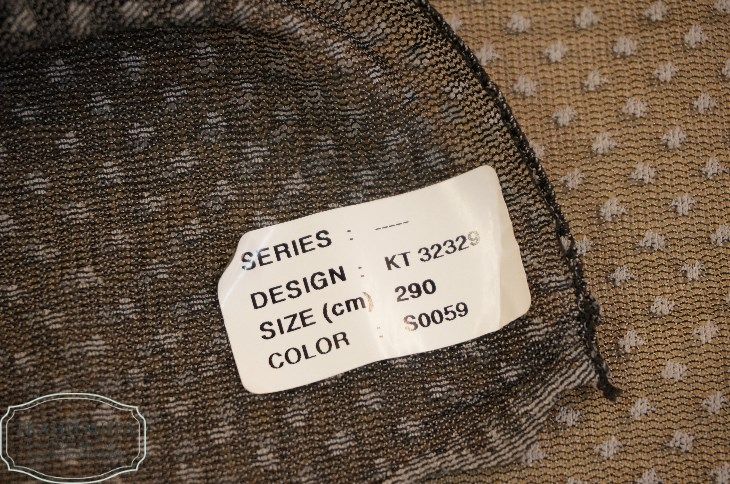 SERIES : -----
DESIGN : KT 32329
SIZE (cm) 290
COLOR : S0059